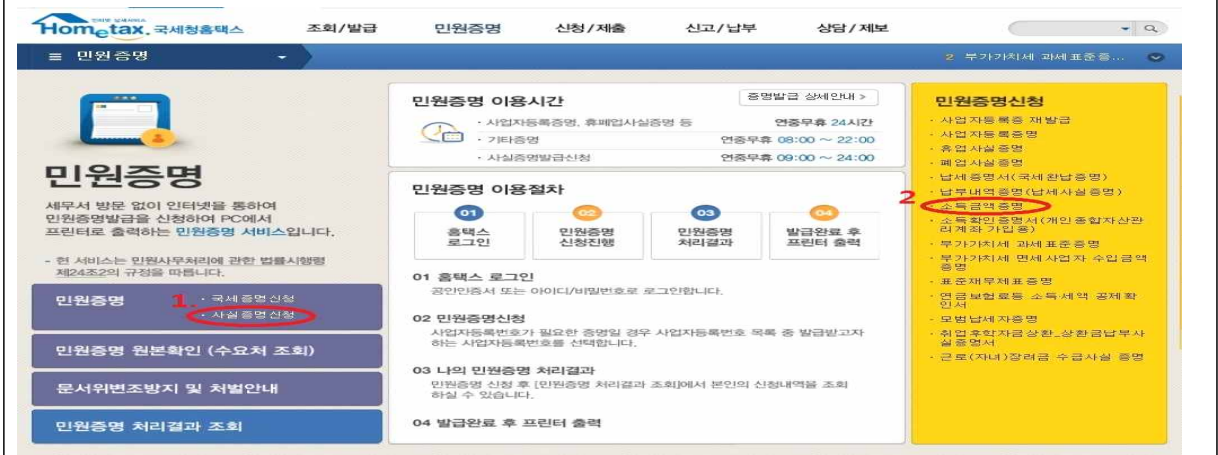 Hometax. 국세청홈택스
조회/발급
민원증명
신청/제출
신고/납부
상담/제보
민원증명
2 부가가치세 과세표준증...
민원증명
세무서 방문 없이 인터넷을 통하여
민원증명발급을 신청하여 PC에서
프린터로 출력하는 민원증명 서비스입니다.
- 현 서비스는 민원사무처리에 관한 법률시행령
제24조2의 규정을 따릅니다.
민원증명
1.
· 국세증명신청
· 사실증명신청
민원증명 원본확인 (수요처 조회)
문서위변조방지 및 처벌안내
민원증명 처리결과 조회
민원증명 이용시간
증명발급 상세안내 >
· 사업자등록증명, 휴폐업사실증명 등 연중무휴 24시간
· 기타증명 연중무휴 08:00 ~ 22:00
· 사실증명발급신청 연중무휴 09:00 ~ 24:00
민원증명 이용절차
01
홈택스
로그인
02
민원증명
신청진행
03
민원증명
처리결과
04
발급완료 후
프린터 출력
01 홈택스 로그인
공인인증서 또는 아이디/비밀번호로 로그인합니다.
02 민원증명신청
사업자등록번호가 필요한 증명일 경우 사업자등록번호 목록 중 발급받고자
하는 사업자등록번호를 선택합니다.
03 나의 민원증명 처리결과
민원증명 신청 후 [민원증명 처리결과 조회]에서 본인의 신청내역을 조회
하실 수 있습니다.
04 발급완료 후 프린터 출력
민원증명신청
· 사업자등록증 재발급
· 사업자등록증명
· 휴업사실증명
· 폐업사실증명
· 납세증명서(국세완납증명)
· 납부내역증명(납세사실증명)
2
· 소득금액증명
· 소득확인증명서(개인종합자산관
리계좌 가입용)
· 부가가치세 과세표준증명
· 부가가치세 면세사업자 수입금액
증명
· 표준재무제표증명
· 연금보험료등 소득·세액 공제확
인서
· 모범납세자증명
· 취업후학자금상환_상환금납부사
실증명서
· 근로(자녀)장려금 수급사실 증명